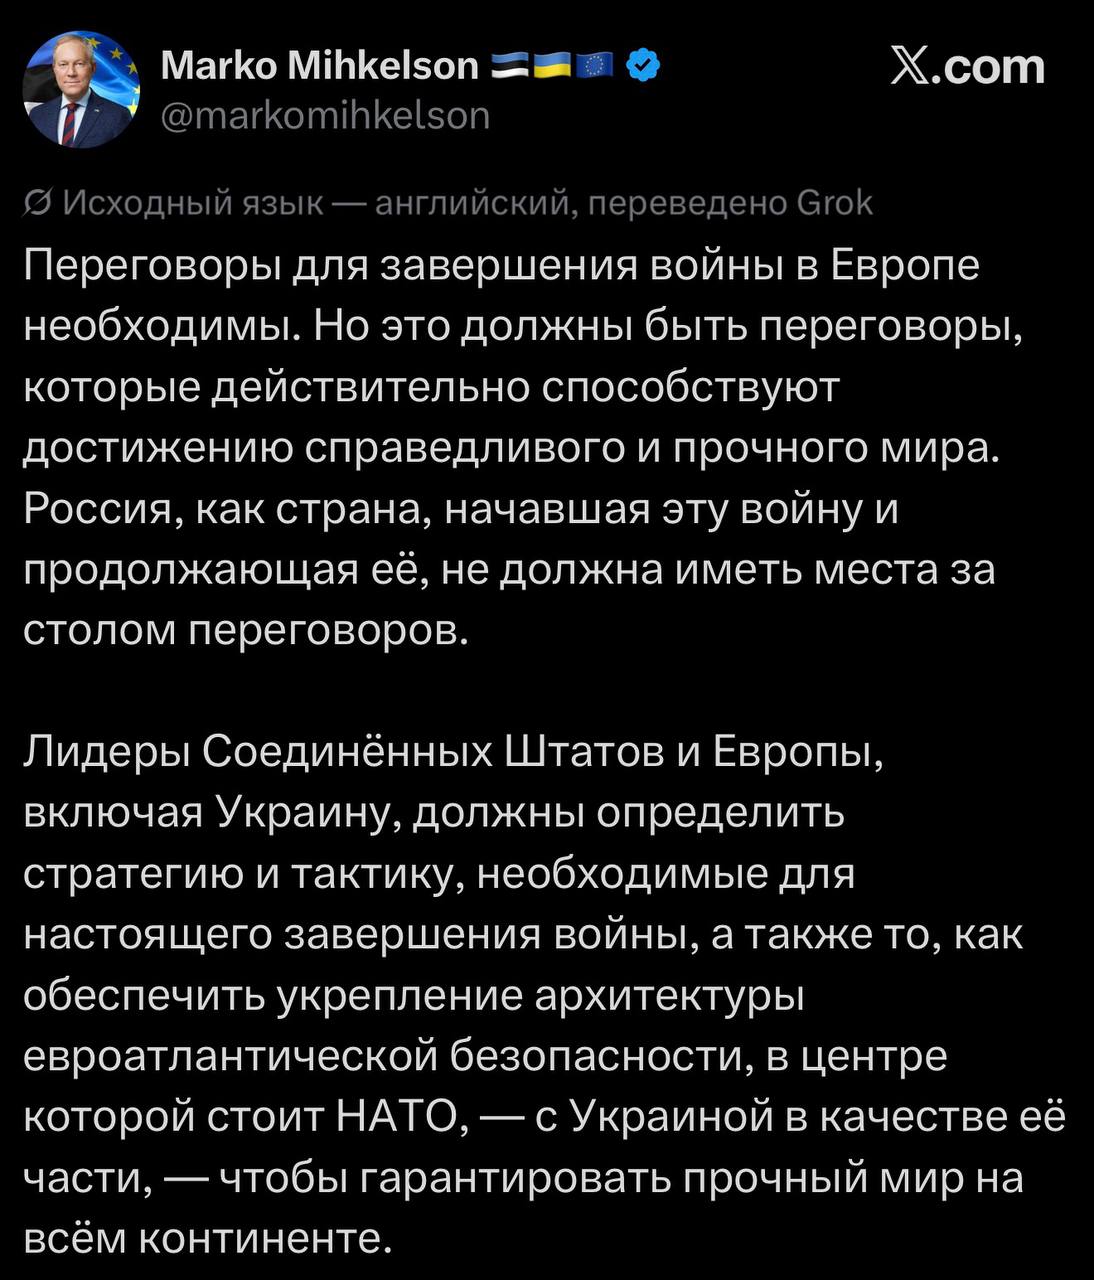 Marko Mihkelson 🇪🇪🇺🇦🇪🇺
X.com
@markomihkelson
Исходный язык — английский, переведено Grok
Переговоры для завершения войны в Европе
необходимы. Но это должны быть переговоры,
которые действительно способствуют
достижению справедливого и прочного мира.
Россия, как страна, начавшая эту войну и
продолжающая её, не должна иметь места за
столом переговоров.
Лидеры Соединённых Штатов и Европы,
включая Украину, должны определить
стратегию и тактику, необходимые для
настоящего завершения войны, а также то, как
обеспечить укрепление архитектуры
евроатлантической безопасности, в центре
которой стоит НАТО, — с Украиной в качестве её
части, — чтобы гарантировать прочный мир на
всём континенте.